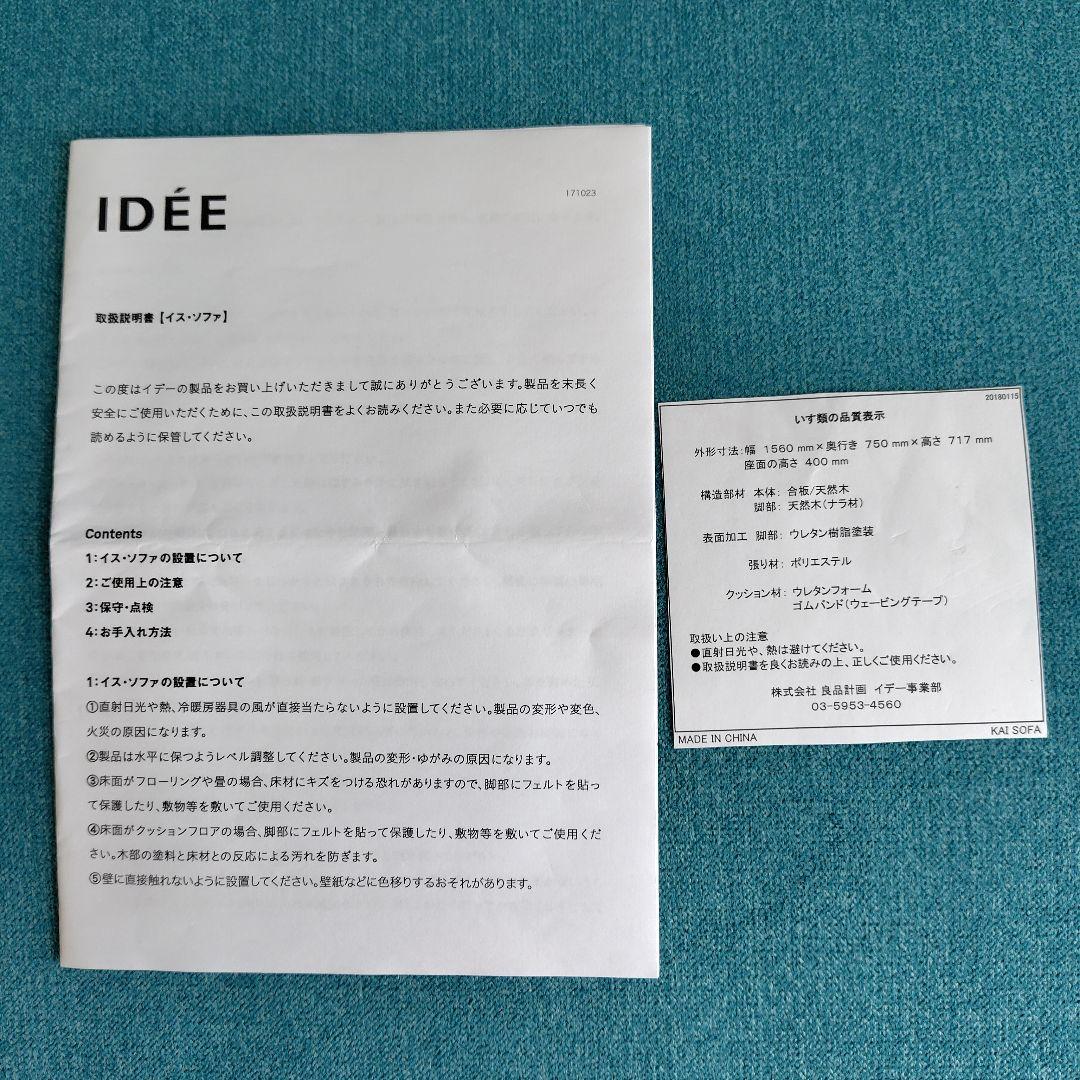 IDÉE
171023
取扱説明書【イス・ソファ】
この度はイデーの製品をお買い上げいただきまして誠にありがとうございます。製品を末長く
安全にご使用いただくために、この取扱説明書をよくお読みください。また必要に応じていつでも
読めるように保管してください。
Contents
1:イス・ソファの設置について
2:ご使用上の注意
3:保守・点検
4:お手入れ方法
1:イス・ソファの設置について
①直射日光や熱、冷暖房器具の風が直接当たらないように設置してください。製品の変形や変色、
火災の原因になります。
②製品は水平に保つようレベル調整してください。製品の変形・ゆがみの原因になります。
③床面がフローリングや畳の場合、床材にキズをつける恐れがありますので、脚部にフェルトを貼っ
て保護したり、敷物等を敷いてご使用ください。
④床面がクッションフロアの場合、脚部にフェルトを貼って保護したり、敷物等を敷いてご使用くだ
さい。木部の塗料と床材との反応による汚れを防ぎます。
⑤壁に直接触れないように設置してください。壁紙などに色移りするおそれがあります。
20180115
いす類の品質表示
外形寸法:幅 1560 mm×奥行き 750 mm×高さ 717 mm
座面の高さ 400 mm
構造部材 本体: 合板/天然木
脚部: 天然木(ナラ材)
表面加工 脚部: ウレタン樹脂塗装
張り材: ポリエステル
クッション材: ウレタンフォーム
ゴムバンド(ウェービングテープ)
取扱い上の注意
●直射日光や、熱は避けてください。
●取扱説明書を良くお読みの上、正しくご使用ください。
株式会社 良品計画 イデー事業部
03-5953-4560
MADE IN CHINA
KAI SOFA